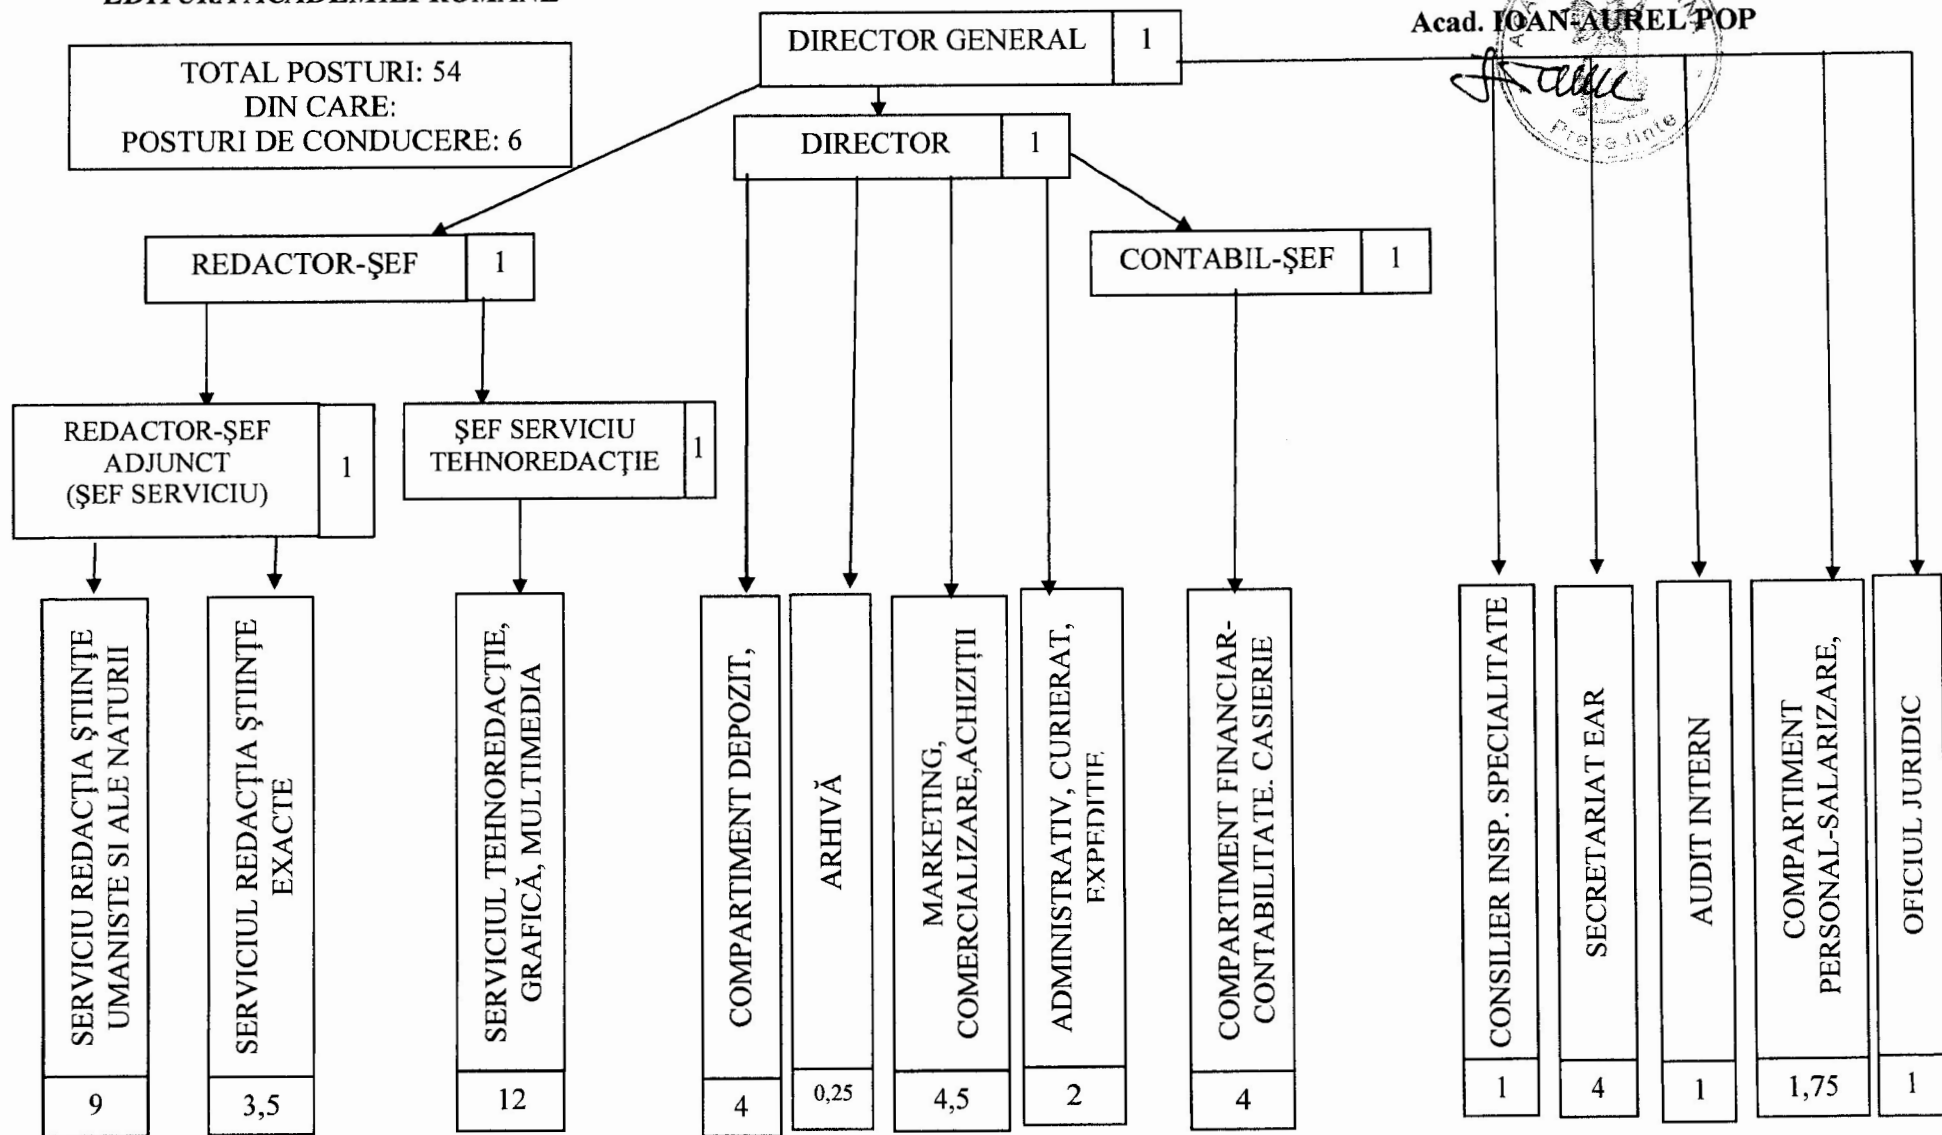 EDITURA ACADEMIEI ROMÂNE
Acad. IOAN-AUREL POP
Președinte
TOTAL POSTURI: 54
DIN CARE:
POSTURI DE CONDUCERE: 6
DIRECTOR GENERAL 1
DIRECTOR 1
REDACTOR-ŞEF 1
CONTABIL-ŞEF 1
REDACTOR-ŞEF
ADJUNCT
(ŞEF SERVICIU)
1
ŞEF SERVICIU
TEHNOREDACŢIE
1
SERVICIU REDACŢIA ŞTIINŢE
UMANISTE SI ALE NATURII
9
SERVICIUL REDACŢIA ŞTIINŢE
EXACTE
3,5
SERVICIUL TEHNOREDACŢIE,
GRAFICĂ, MULTIMEDIA
12
COMPARTIMENT DEPOZIT,
4
ARHIVĂ
0,25
MARKETING,
COMERCIALIZARE,ACHIZIȚII
4,5
ADMINISTRATIV, CURIERAT,
EXPEDITIE
2
COMPARTIMENT FINANCIAR-
CONTABILITATE. CASIERIE
4
CONSILIER INSP. SPECIALITATE
1
SECRETARIAT EAR
4
AUDIT INTERN
1
COMPARTIMENT
PERSONAL-SALARIZARE,
1,75
OFICIUL JURIDIC
1